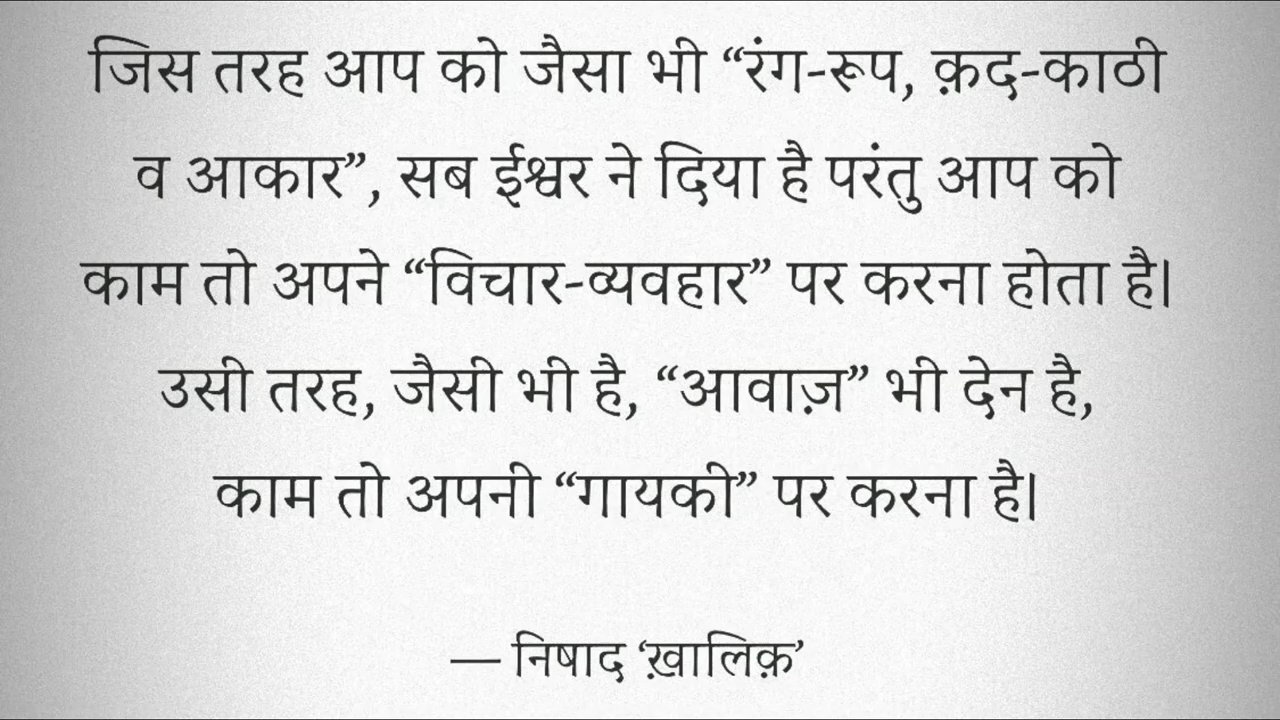 जिस तरह आप को जैसा भी “रंग-रूप, क़द-काठी
व आकार”, सब ईश्वर ने दिया है परंतु आप को
काम तो अपने “विचार-व्यवहार” पर करना होता है।
उसी तरह, जैसी भी है, “आवाज़” भी देन है,
काम तो अपनी “गायकी” पर करना है।
— निषाद ‘ख़ालिक़’